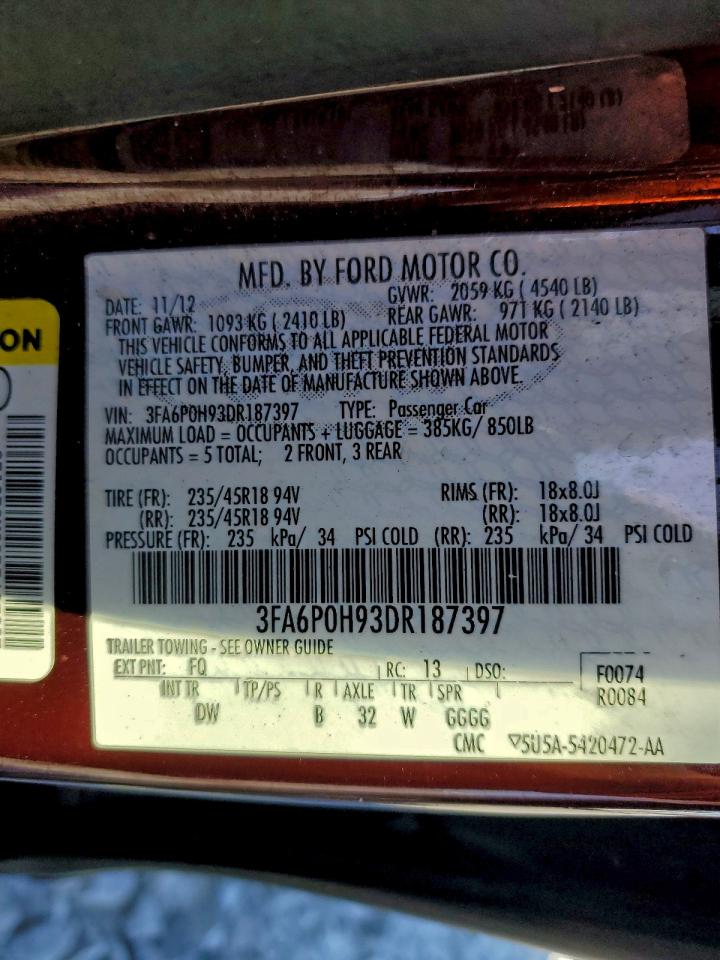 MFD. BY FORD MOTOR CO.
DATE: 11/12 GVWR: 2059 KG ( 4540 LB)
FRONT GAWR: 1093 KG ( 2410 LB) REAR GAWR: 971 KG ( 2140 LB)
THIS VEHICLE CONFORMS TO ALL APPLICABLE FEDERAL MOTOR
VEHICLE SAFETY, BUMPER, AND THEFT PREVENTION STANDARDS
IN EFFECT ON THE DATE OF MANUFACTURE SHOWN ABOVE.
VIN: 3FA6P0H93DR187397 TYPE: Passenger Car
MAXIMUM LOAD = OCCUPANTS + LUGGAGE = 385KG/ 850LB
OCCUPANTS = 5 TOTAL; 2 FRONT, 3 REAR
TIRE (FR): 235/45R18 94V RIMS (FR): 18x8.0J
(RR): 235/45R18 94V (RR): 18x8.0J
PRESSURE (FR): 235 kPa/ 34 PSI COLD (RR): 235 kPa/ 34 PSI COLD
3FA6P0H93DR187397
TRAILER TOWING - SEE OWNER GUIDE
EXT PNT: FQ RC: 13 DSO: F0074
R0084
INT TR TP/PS R AXLE TR SPR
DW B 32 W GGGG
CMC ▽5U5A-5420472-AA
ON